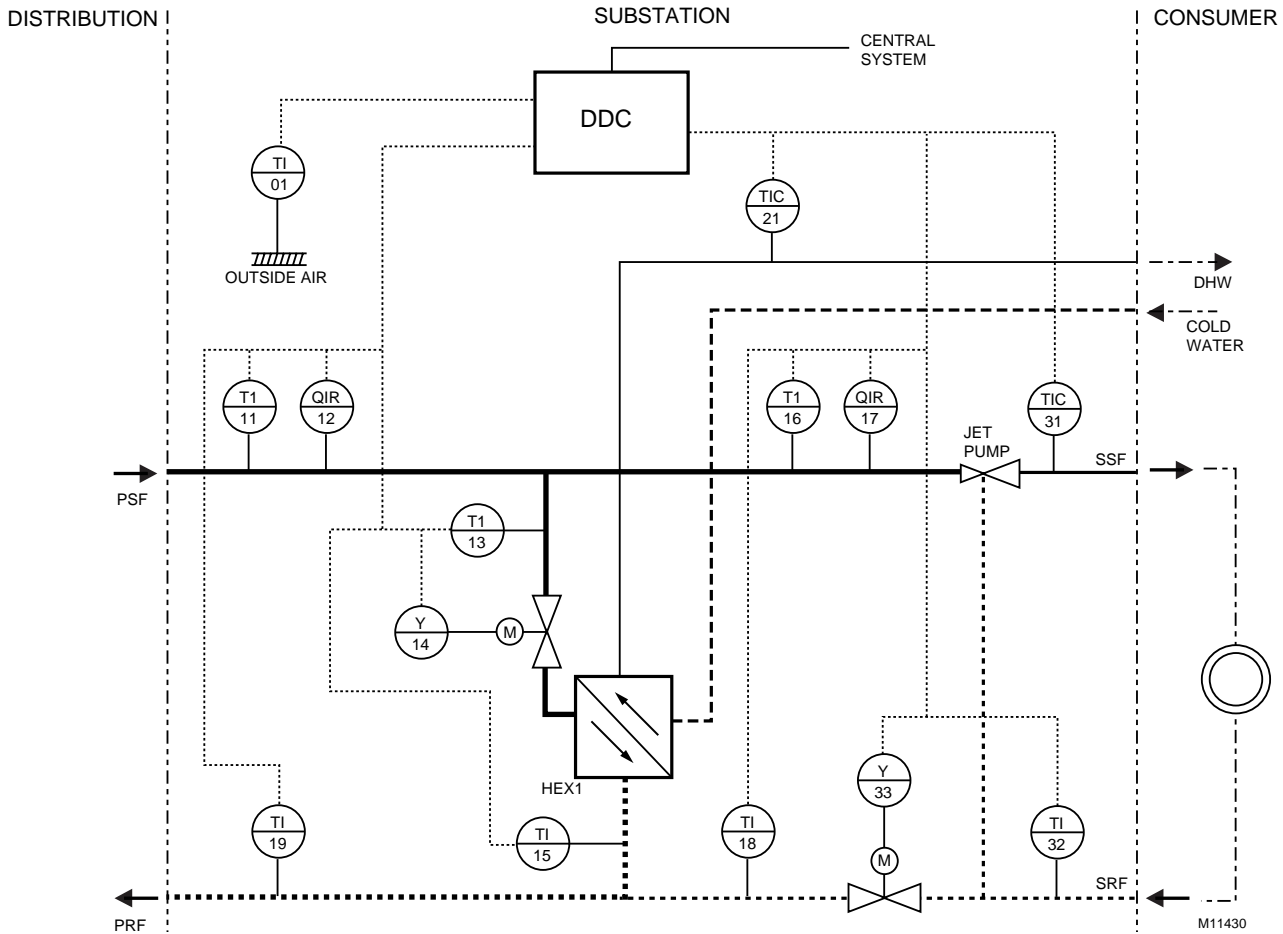 DISTRIBUTION
SUBSTATION
CONSUMER
CENTRAL
SYSTEM
DDC
TI
01
OUTSIDE AIR
TIC
21
DHW
COLD
WATER
T1
11
QIR
12
T1
16
QIR
17
TIC
31
JET
PUMP
SSF
PSF
T1
13
Y
14
M
HEX1
Y
33
TI
19
TI
15
TI
18
M
TI
32
SRF
PRF
M11430